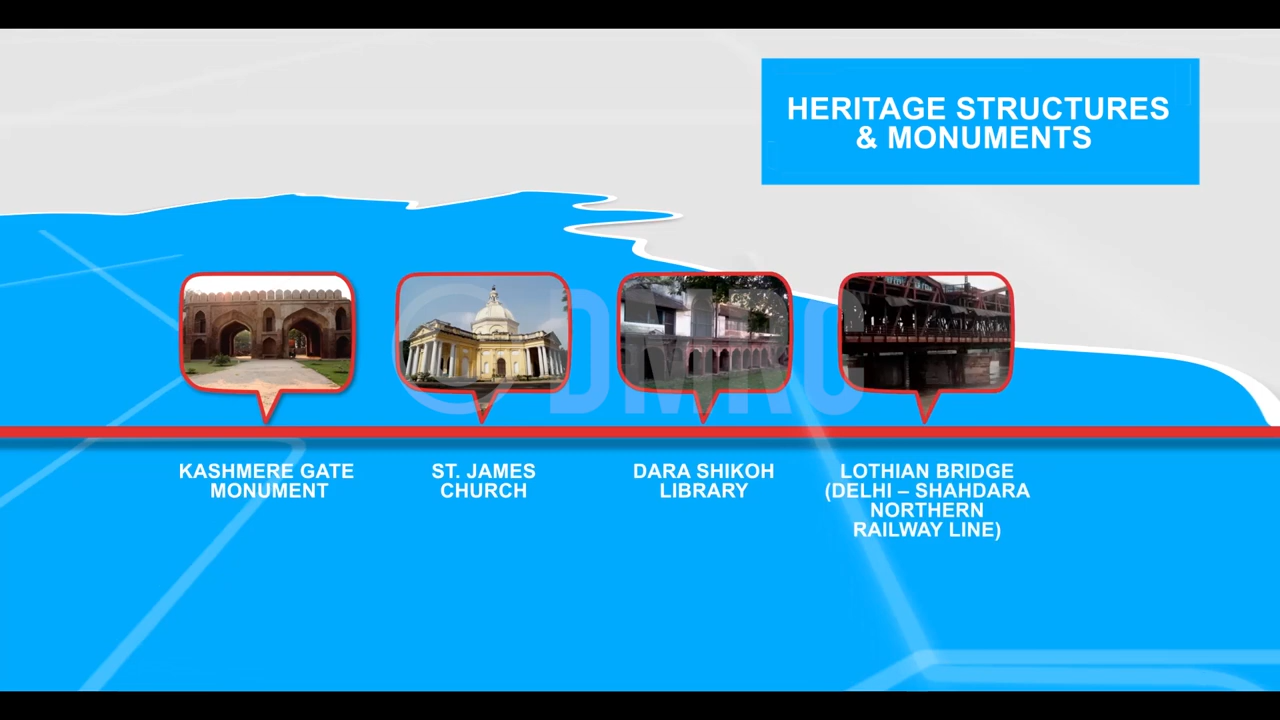 HERITAGE STRUCTURES
& MONUMENTS
© DMRC
KASHMERE GATE
MONUMENT
ST. JAMES
CHURCH
DARA SHIKOH
LIBRARY
LOTHIAN BRIDGE
(DELHI – SHAHDARA
NORTHERN
RAILWAY LINE)